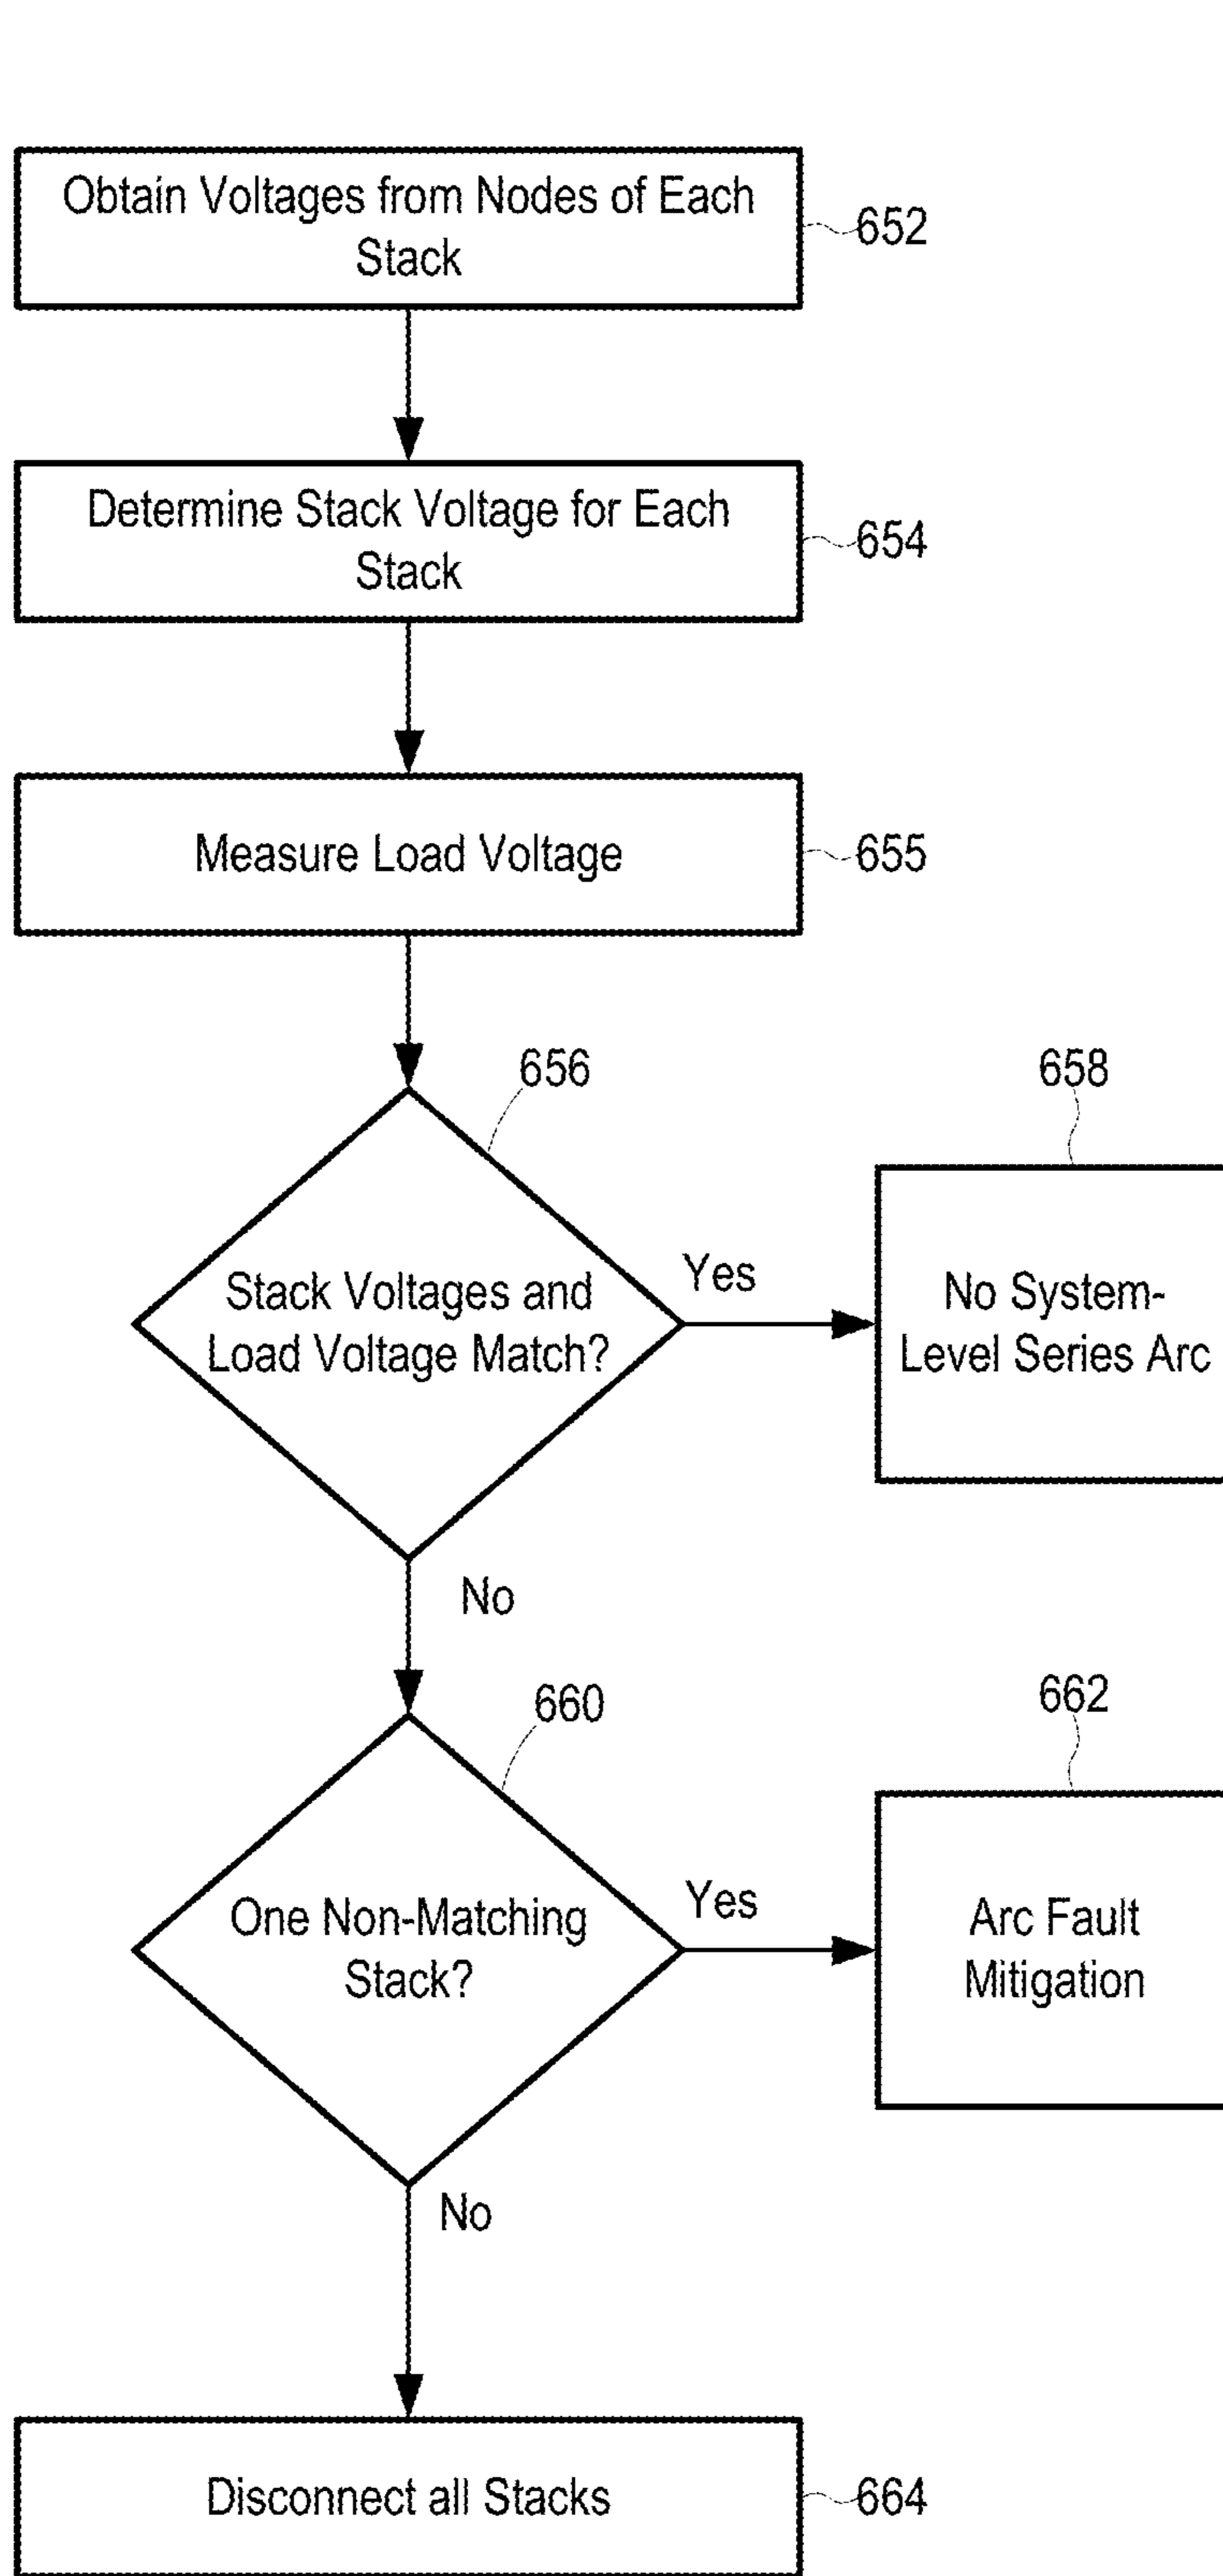 Obtain Voltages from Nodes of Each
Stack
652
Determine Stack Voltage for Each
Stack
654
Measure Load Voltage
655
656
658
Stack Voltages and
Load Voltage Match?
Yes
No System-
Level Series Arc
No
660
662
One Non-Matching
Stack?
Yes
Arc Fault
Mitigation
No
Disconnect all Stacks
664